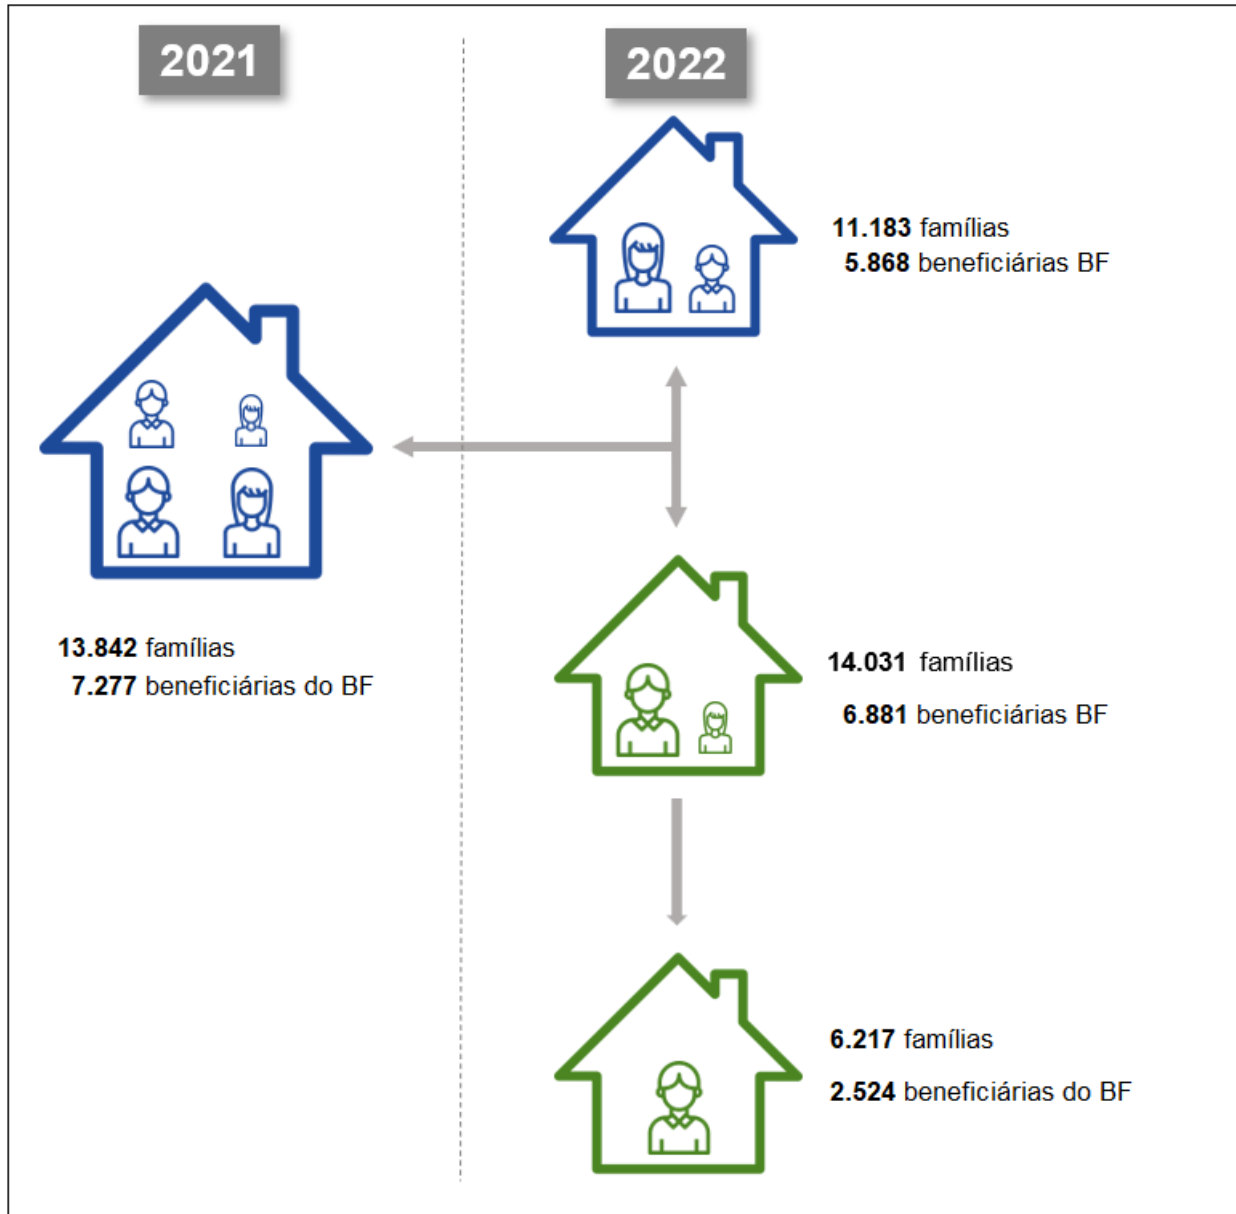 2021
2022
11.183 famílias
5.868 beneficiárias BF
13.842 famílias
7.277 beneficiárias do BF
14.031 famílias
6.881 beneficiárias BF
6.217 famílias
2.524 beneficiárias do BF